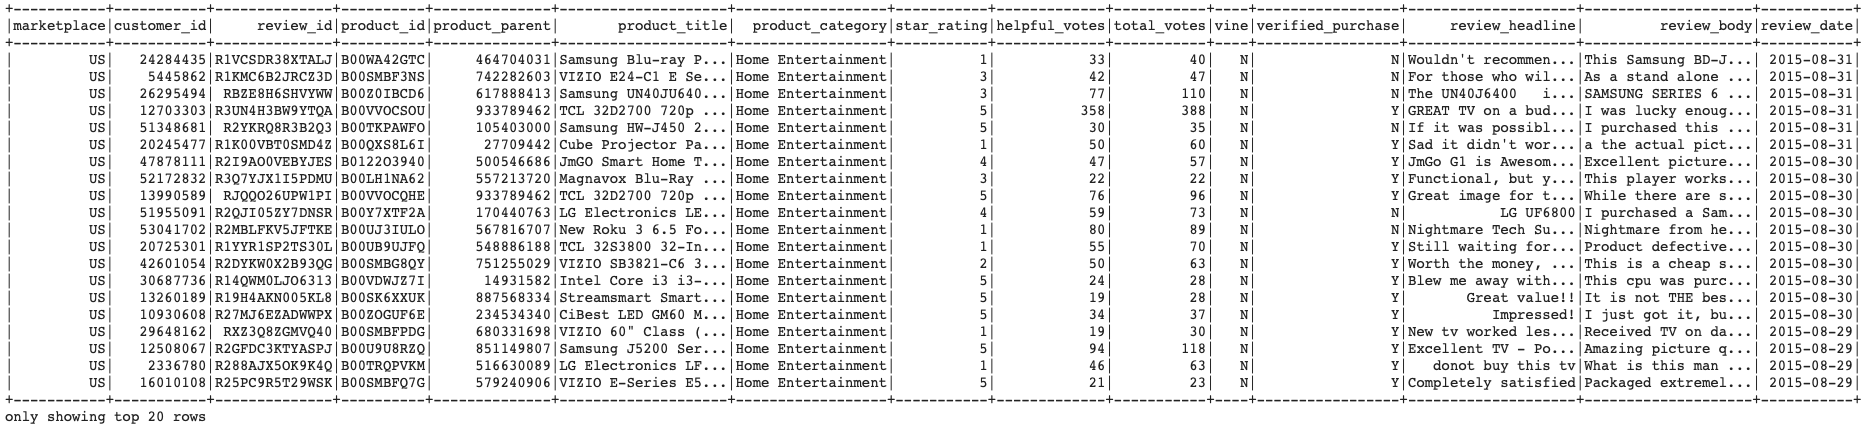 +-----------+-----------+--------------+----------+--------------+--------------------+------------------+-----------+-------------+-----------+----+-----------------+--------------------+--------------------+-----------+
|marketplace|customer_id|     review_id|product_id|product_parent|       product_title|  product_category|star_rating|helpful_votes|total_votes|vine|verified_purchase|     review_headline|         review_body|review_date|
+-----------+-----------+--------------+----------+--------------+--------------------+------------------+-----------+-------------+-----------+----+-----------------+--------------------+--------------------+-----------+
|         US|   24284435|R1VCSDR38XTALJ|B00WA42GTC|     464704031|Samsung Blu-ray P...|Home Entertainment|          1|           33|         40|   N|                N|Wouldn't recommen...|This Samsung BD-J...| 2015-08-31|
|         US|    5445862|R1KMC6B2JRCZ3D|B00SMBF3NS|     742282603|VIZIO E24-C1 E Se...|Home Entertainment|          3|           42|         47|   N|                N|For those who wil...|As a stand alone ...| 2015-08-31|
|         US|   26295494| RBZE8H6SHVYWW|B00Z0IBCD6|     617888413|Samsung UN40JU640...|Home Entertainment|          3|           77|        110|   N|                N|The UN40J6400   i...|SAMSUNG SERIES 6 ...| 2015-08-31|
|         US|   12703303|R3UN4H3BW9YTQA|B00VVOCSOU|     933789462|TCL 32D2700 720p ...|Home Entertainment|          5|          358|        388|   N|                Y|GREAT TV on a bud...|I was lucky enoug...| 2015-08-31|
|         US|   51348681|R2YKRQ8R3B2Q3|B00TKPAWFO|     105403000|Samsung HW-J450 2...|Home Entertainment|          5|           30|         35|   N|                N|If it was possibl...|I purchased this ...| 2015-08-31|
|         US|   20245477|R1K00VBT0SMD4Z|B00QXS8L6I|      27709442|Cube Projector Pa...|Home Entertainment|          1|           50|         60|   N|                Y|Sad it didn't wor...|a the actual pict...| 2015-08-31|
|         US|   47878111|R2I9AO0VEBYJES|B0122O3940|     500546686|JmGO Smart Home T...|Home Entertainment|          4|           47|         57|   N|                Y|JmGo G1 is Awesom...|Excellent picture...| 2015-08-30|
|         US|   52172832|R3Q7YJX1I5PDMU|B00LH1NA62|     557213720|Magnavox Blu-Ray ...|Home Entertainment|          3|           22|         22|   N|                Y|Functional, but y...|This player works...| 2015-08-30|
|         US|   13990589| RJQQO26UPW1PI|B00VVOCQHE|     933789462|TCL 32D2700 720p ...|Home Entertainment|          5|           76|         96|   N|                Y|Great image for t...|While there are s...| 2015-08-30|
|         US|   51955091|R2QJI05ZY7DNSR|B00Y7XTF2A|     170440763|LG Electronics LE...|Home Entertainment|          4|           59|         73|   N|                N|           LG UF6800|I purchased a Sam...| 2015-08-30|
|         US|   53041702|R2MBLFKV5JFTKE|B00UJ3IULO|     567816707|New Roku 3 6.5 Fo...|Home Entertainment|          1|           80|         89|   N|                N|Nightmare Tech Su...|Nightmare from he...| 2015-08-30|
|         US|   20725301|R1YYR1SP2TS30L|B00UB9UJFQ|     548886188|TCL 32S3800 32-In...|Home Entertainment|          1|           55|         70|   N|                Y|Still waiting for...|Product defective...| 2015-08-30|
|         US|   42601054|R2DYKW0X2B93QG|B00SMBG8QY|     751255029|VIZIO SB3821-C6 3...|Home Entertainment|          2|           50|         63|   N|                Y|Worth the money, ...|This is a cheap s...| 2015-08-30|
|         US|   30687736|R14QWM0LJO6313|B00VDWJZ7I|      14931582|Intel Core i3 i3-...|Home Entertainment|          5|           24|         28|   N|                Y|Blew me away with...|This cpu was purc...| 2015-08-30|
|         US|   13260189|R19H4AKN005KL8|B00SK6XXUK|     887568334|Streamsmart Smart...|Home Entertainment|          5|           19|         28|   N|                Y|       Great value!!|It is not THE bes...| 2015-08-30|
|         US|   10930608|R27MJ6EZADWWPX|B00ZOGUF6E|     234534340|CiBest LED GM60 M...|Home Entertainment|          5|           34|         37|   N|                Y|          Impressed!|I just got it, bu...| 2015-08-30|
|         US|   29648162| RXZ3Q8ZGMVQ40|B00SMBFPDG|     680331698|VIZIO 60" Class (...|Home Entertainment|          1|           19|         30|   N|                Y|New tv worked les...|Received TV on da...| 2015-08-29|
|         US|   12508067|R2GFDC3KTYASPJ|B00U9U8RZQ|     851149807|Samsung J5200 Ser...|Home Entertainment|          5|           94|        118|   N|                Y|Excellent TV - Po...|Amazing picture q...| 2015-08-29|
|         US|    2336780|R288AJX5OK9K4Q|B00TRQPVKM|     516630089|LG Electronics LF...|Home Entertainment|          1|           46|         63|   N|                Y|   donot buy this tv|What is this man ...| 2015-08-29|
|         US|   16010108|R25PC9R5T29WSK|B00SMBFQ7G|     579240906|VIZIO E-Series E5...|Home Entertainment|          5|           21|         23|   N|                Y|Completely satisfied|Packaged extremel...| 2015-08-29|
+-----------+-----------+--------------+----------+--------------+--------------------+------------------+-----------+-------------+-----------+----+-----------------+--------------------+--------------------+-----------+
only showing top 20 rows